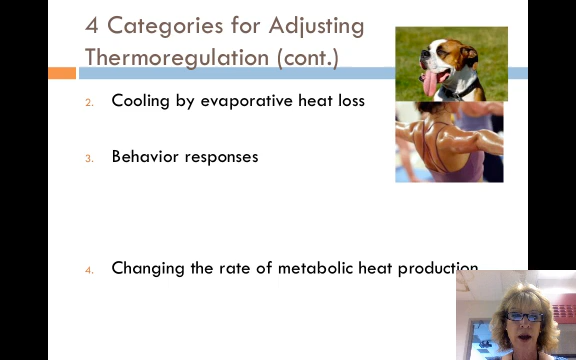 4 Categories for Adjusting
Thermoregulation (cont.)
2. Cooling by evaporative heat loss
3. Behavior responses
4. Changing the rate of metabolic heat production